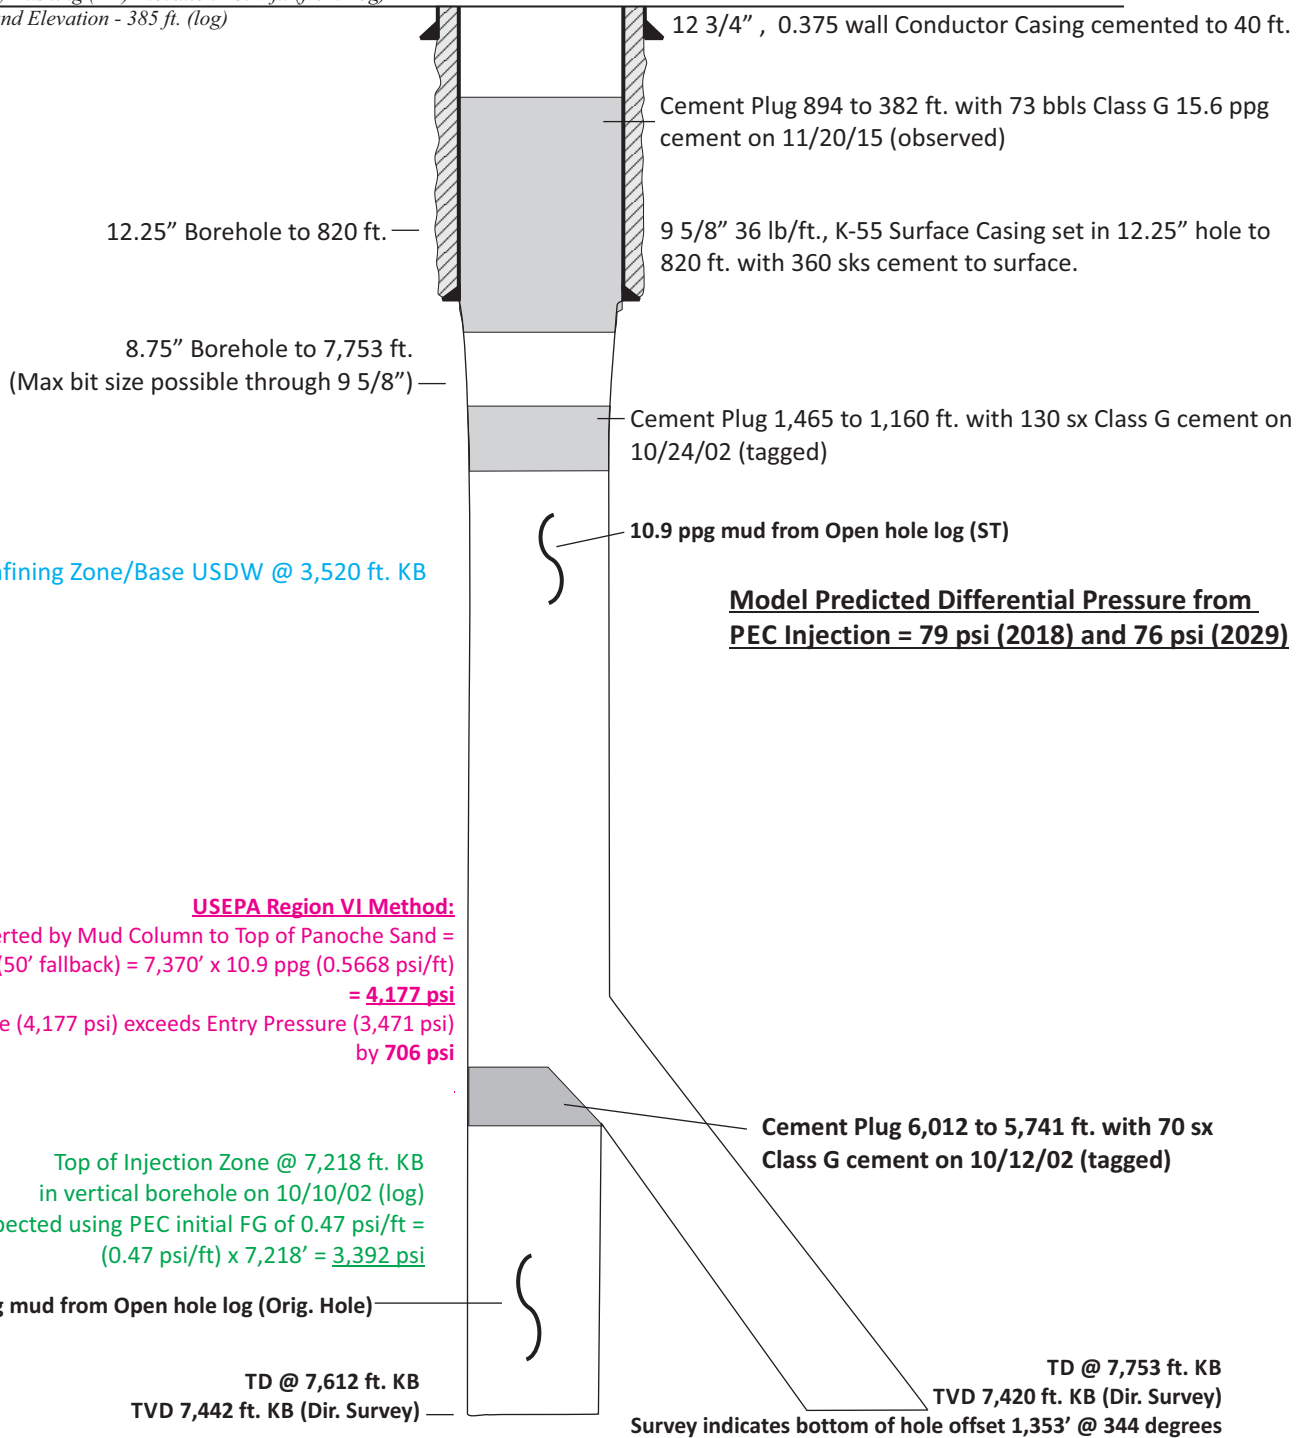 nd Elevation - 385 ft. (log)
12 3/4” , 0.375 wall Conductor Casing cemented to 40 ft.
Cement Plug 894 to 382 ft. with 73 bbls Class G 15.6 ppg
cement on 11/20/15 (observed)
12.25” Borehole to 820 ft.
9 5/8” 36 lb/ft., K-55 Surface Casing set in 12.25” hole to
820 ft. with 360 sks cement to surface.
8.75” Borehole to 7,753 ft.
(Max bit size possible through 9 5/8”)
Cement Plug 1,465 to 1,160 ft. with 130 sx Class G cement on
10/24/02 (tagged)
10.9 ppg mud from Open hole log (ST)
nfining Zone/Base USDW @ 3,520 ft. KB
Model Predicted Differential Pressure from
PEC Injection = 79 psi (2018) and 76 psi (2029)
USEPA Region VI Method:
erted by Mud Column to Top of Panoche Sand =
(50’ fallback) = 7,370’ x 10.9 ppg (0.5668 psi/ft)
= 4,177 psi
e (4,177 psi) exceeds Entry Pressure (3,471 psi)
by 706 psi
Cement Plug 6,012 to 5,741 ft. with 70 sx
Class G cement on 10/12/02 (tagged)
Top of Injection Zone @ 7,218 ft. KB
in vertical borehole on 10/10/02 (log)
pected using PEC initial FG of 0.47 psi/ft =
(0.47 psi/ft) x 7,218’ = 3,392 psi
g mud from Open hole log (Orig. Hole)
TD @ 7,612 ft. KB
TVD 7,442 ft. KB (Dir. Survey)
TD @ 7,753 ft. KB
TVD 7,420 ft. KB (Dir. Survey)
Survey indicates bottom of hole offset 1,353’ @ 344 degrees